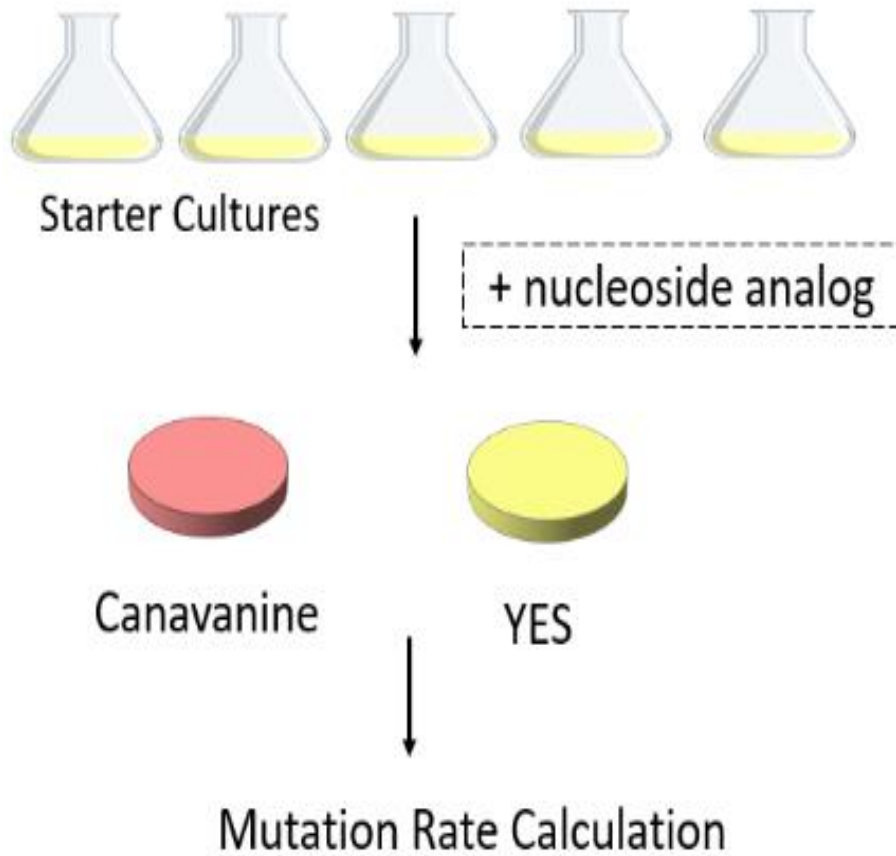 Starter Cultures
+ nucleoside analog
Canavanine
YES
Mutation Rate Calculation